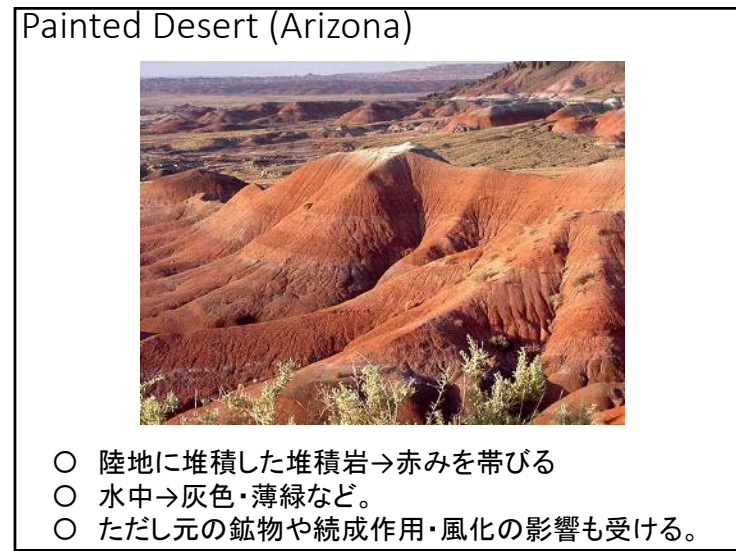 Painted Desert (Arizona)
○ 陸地に堆積した堆積岩→赤みを帯びる
○ 水中→灰色・薄緑など。
○ ただし元の鉱物や続成作用・風化の影響も受ける。